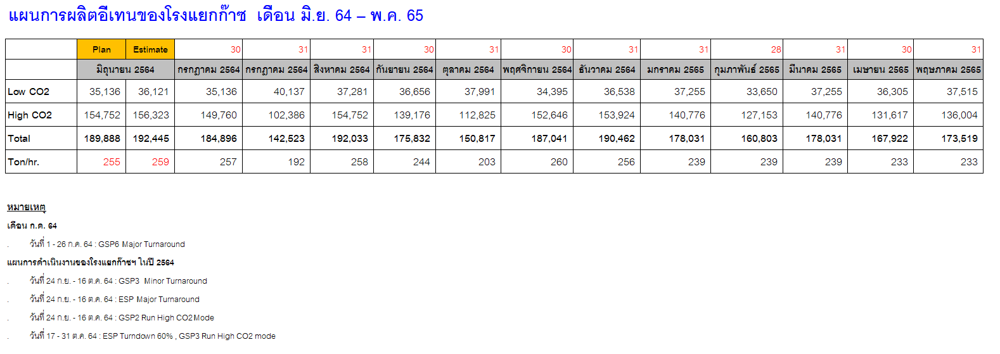 แผนการผลิตอีเทนของโรงแยกก๊าซ เดือน มิ.ย. 64 – พ.ค. 65
Plan Estimate 30 31 31 30 31 30 31 31 28 31 30 31
มิถุนายน 2564 กรกฎาคม 2564 กรกฎาคม 2564 สิงหาคม 2564 กันยายน 2564 ตุลาคม 2564 พฤศจิกายน 2564 ธันวาคม 2564 มกราคม 2565 กุมภาพันธ์ 2565 มีนาคม 2565 เมษายน 2565 พฤษภาคม 2565
Low CO2 35,136 36,121 35,136 40,137 37,281 36,656 37,991 34,395 36,538 37,255 33,650 37,255 36,305 37,515
High CO2 154,752 156,323 149,760 102,386 154,752 139,176 112,825 152,646 153,924 140,776 127,153 140,776 131,617 136,004
Total 189,888 192,445 184,896 142,523 192,033 175,832 150,817 187,041 190,462 178,031 160,803 178,031 167,922 173,519
Ton/hr. 255 259 257 192 258 244 203 260 256 239 239 239 233 233
หมายเหตุ
เดือน ก.ค. 64
. วันที่ 1 - 26 ก.ค. 64 : GSP6 Major Turnaround
แผนการดำเนินงานของโรงแยกก๊าซฯ ในปี 2564
. วันที่ 24 ก.ย. - 16 ต.ค. 64 : GSP3 Minor Turnaround
. วันที่ 24 ก.ย. - 16 ต.ค. 64 : ESP Major Turnaround
. วันที่ 24 ก.ย. - 16 ต.ค. 64 : GSP2 Run High CO2 Mode
. วันที่ 17 - 31 ต.ค. 64 : ESP Turndown 60% , GSP3 Run High CO2 mode